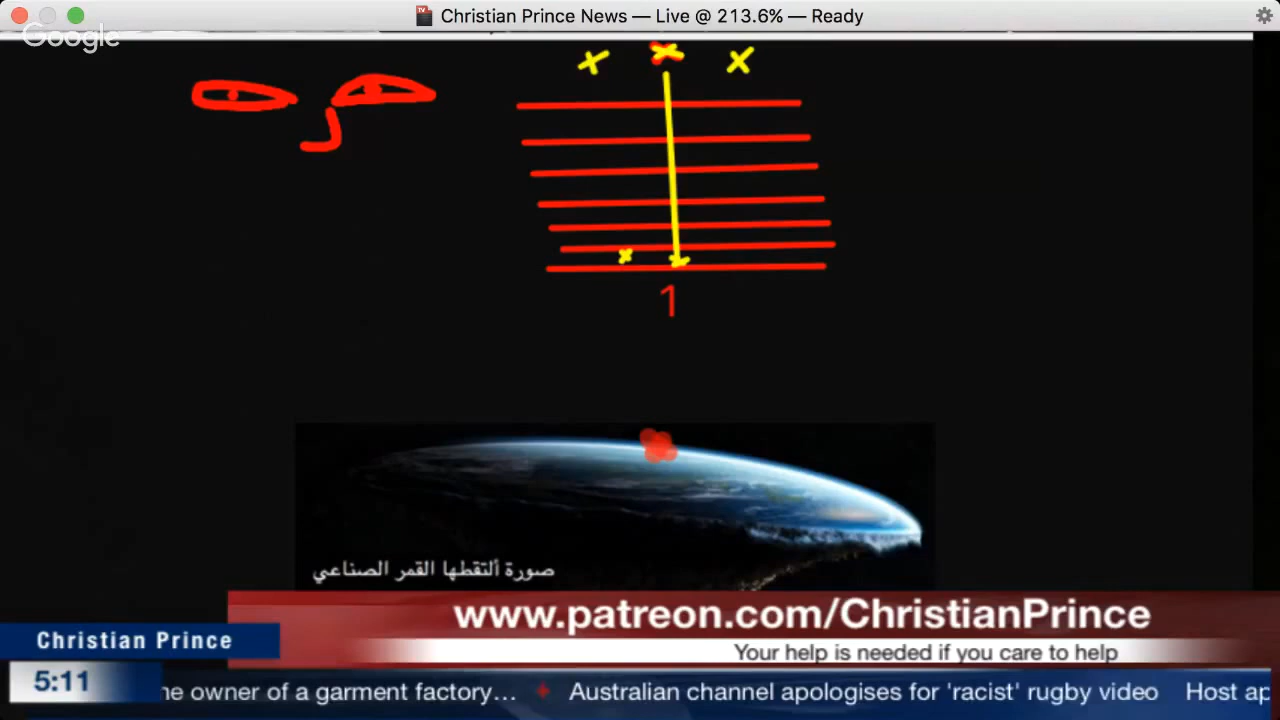 Christian Prince News — Live @ 213.6% — Ready
Google
1
صورة ألتقطها القمر الصناعي
www.patreon.com/ChristianPrince
Your help is needed if you care to help
Christian Prince
5:11
owner of a garment factory... Australian channel apologises for 'racist' rugby video Host